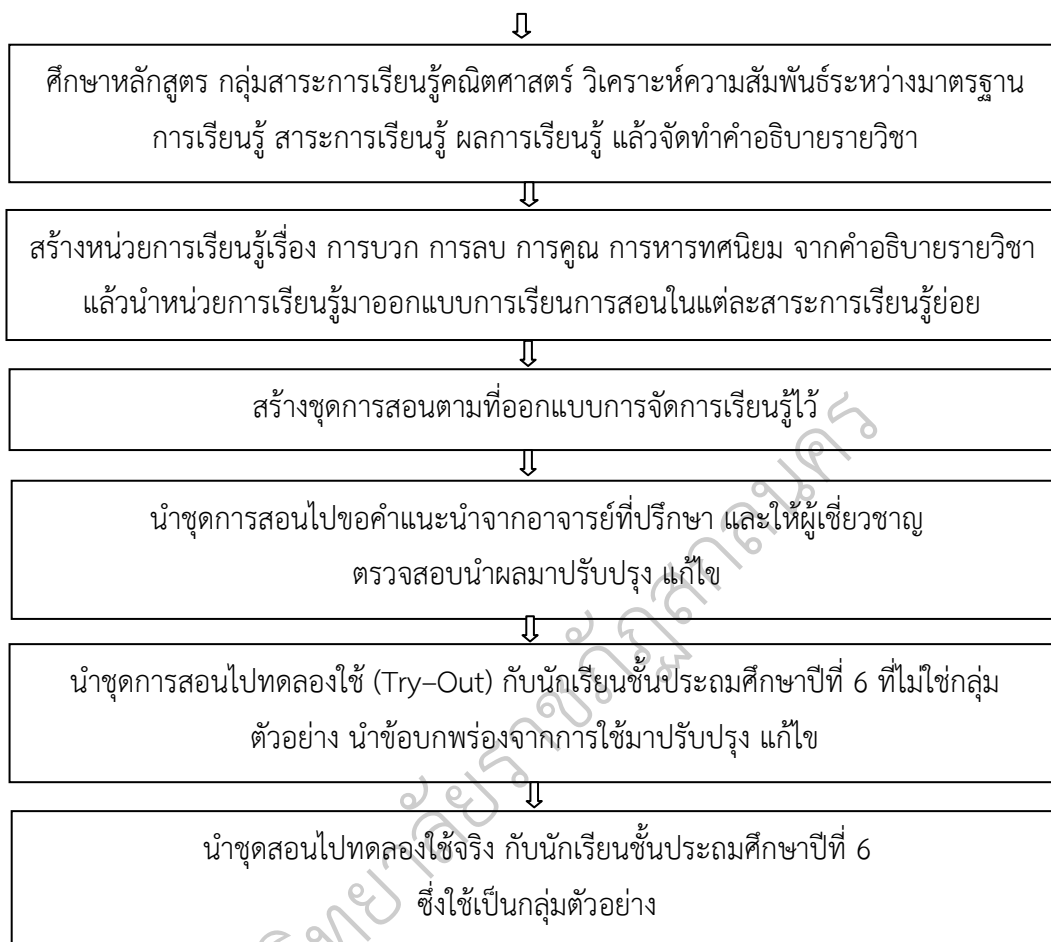 ศึกษาหลักสูตร กลุ่มสาระการเรียนรู้คณิตศาสตร์ วิเคราะห์ความสัมพันธ์ระหว่างมาตรฐาน
การเรียนรู้ สาระการเรียนรู้ ผลการเรียนรู้ แล้วจัดทำคำอธิบายรายวิชา
สร้างหน่วยการเรียนรู้เรื่อง การบวก การลบ การคูณ การหารทศนิยม จากคำอธิบายรายวิชา
แล้วนำหน่วยการเรียนรู้มาออกแบบการเรียนการสอนในแต่ละสาระการเรียนรู้ย่อย
สร้างชุดการสอนตามที่ออกแบบการจัดการเรียนรู้ไว้
นำชุดการสอนไปขอคำแนะนำจากอาจารย์ที่ปรึกษา และให้ผู้เชี่ยวชาญ
ตรวจสอบนำผลมาปรับปรุง แก้ไข
นำชุดการสอนไปทดลองใช้ (Try–Out) กับนักเรียนชั้นประถมศึกษาปีที่ 6 ที่ไม่ใช่กลุ่ม
ตัวอย่าง นำข้อบกพร่องจากการใช้มาปรับปรุง แก้ไข
นำชุดสอนไปทดลองใช้จริง กับนักเรียนชั้นประถมศึกษาปีที่ 6
ซึ่งใช้เป็นกลุ่มตัวอย่าง